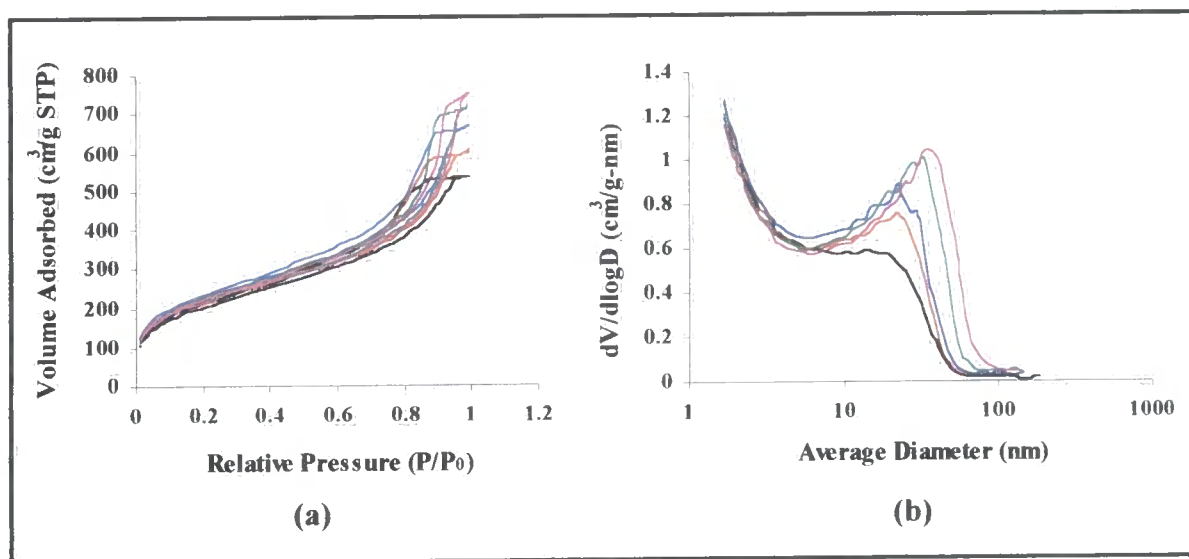 800
700
600
500
400
300
200
100
0
Volume Adsorbed (cm³/g STP)
0 0.2 0.4 0.6 0.8 1 1.2
Relative Pressure (P/P₀)
(a)
1.4
1.2
1
0.8
0.6
0.4
0.2
0
dV/dlogD (cm³/g-nm)
1 10 100 1000
Average Diameter (nm)
(b)